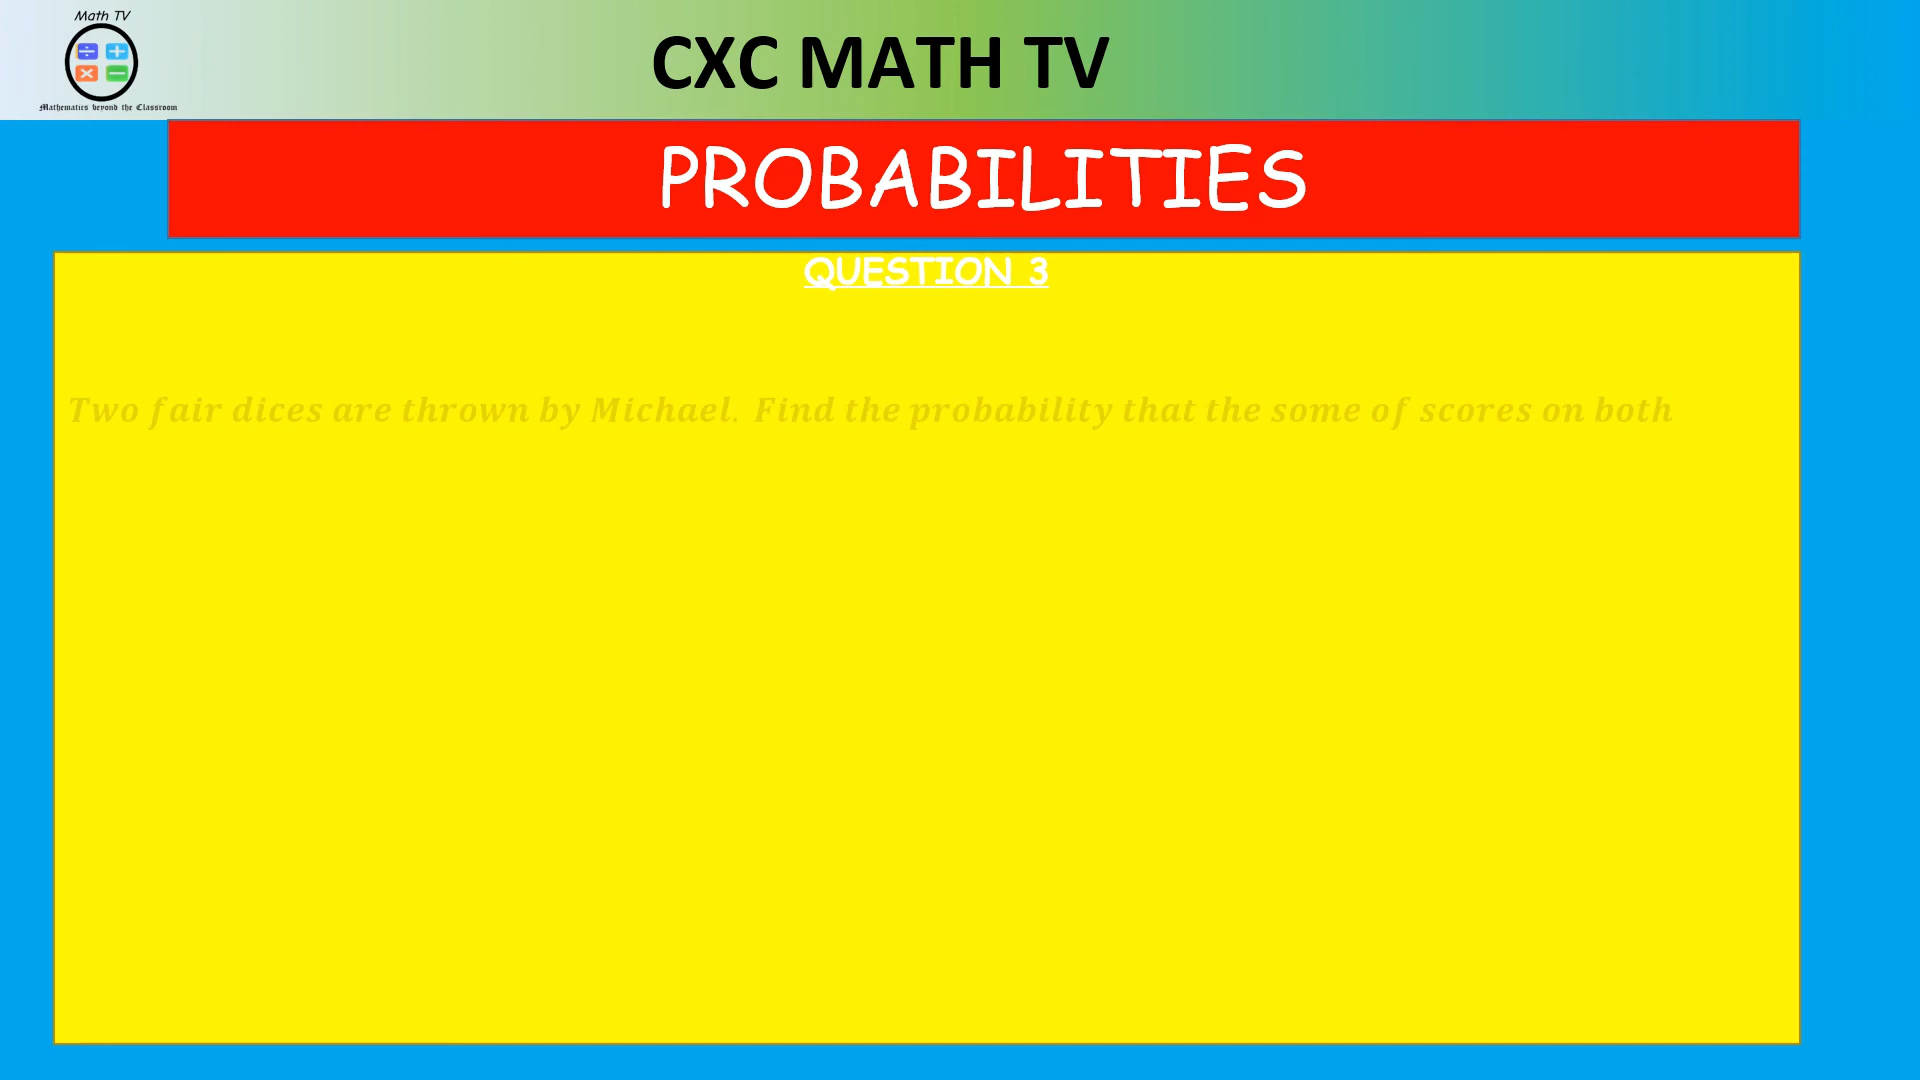 Math TV
Mathematics beyond the Classroom
CXC MATH TV
PROBABILITIES
QUESTION 3
Two fair dices are thrown by Michael. Find the probability that the some of scores on both